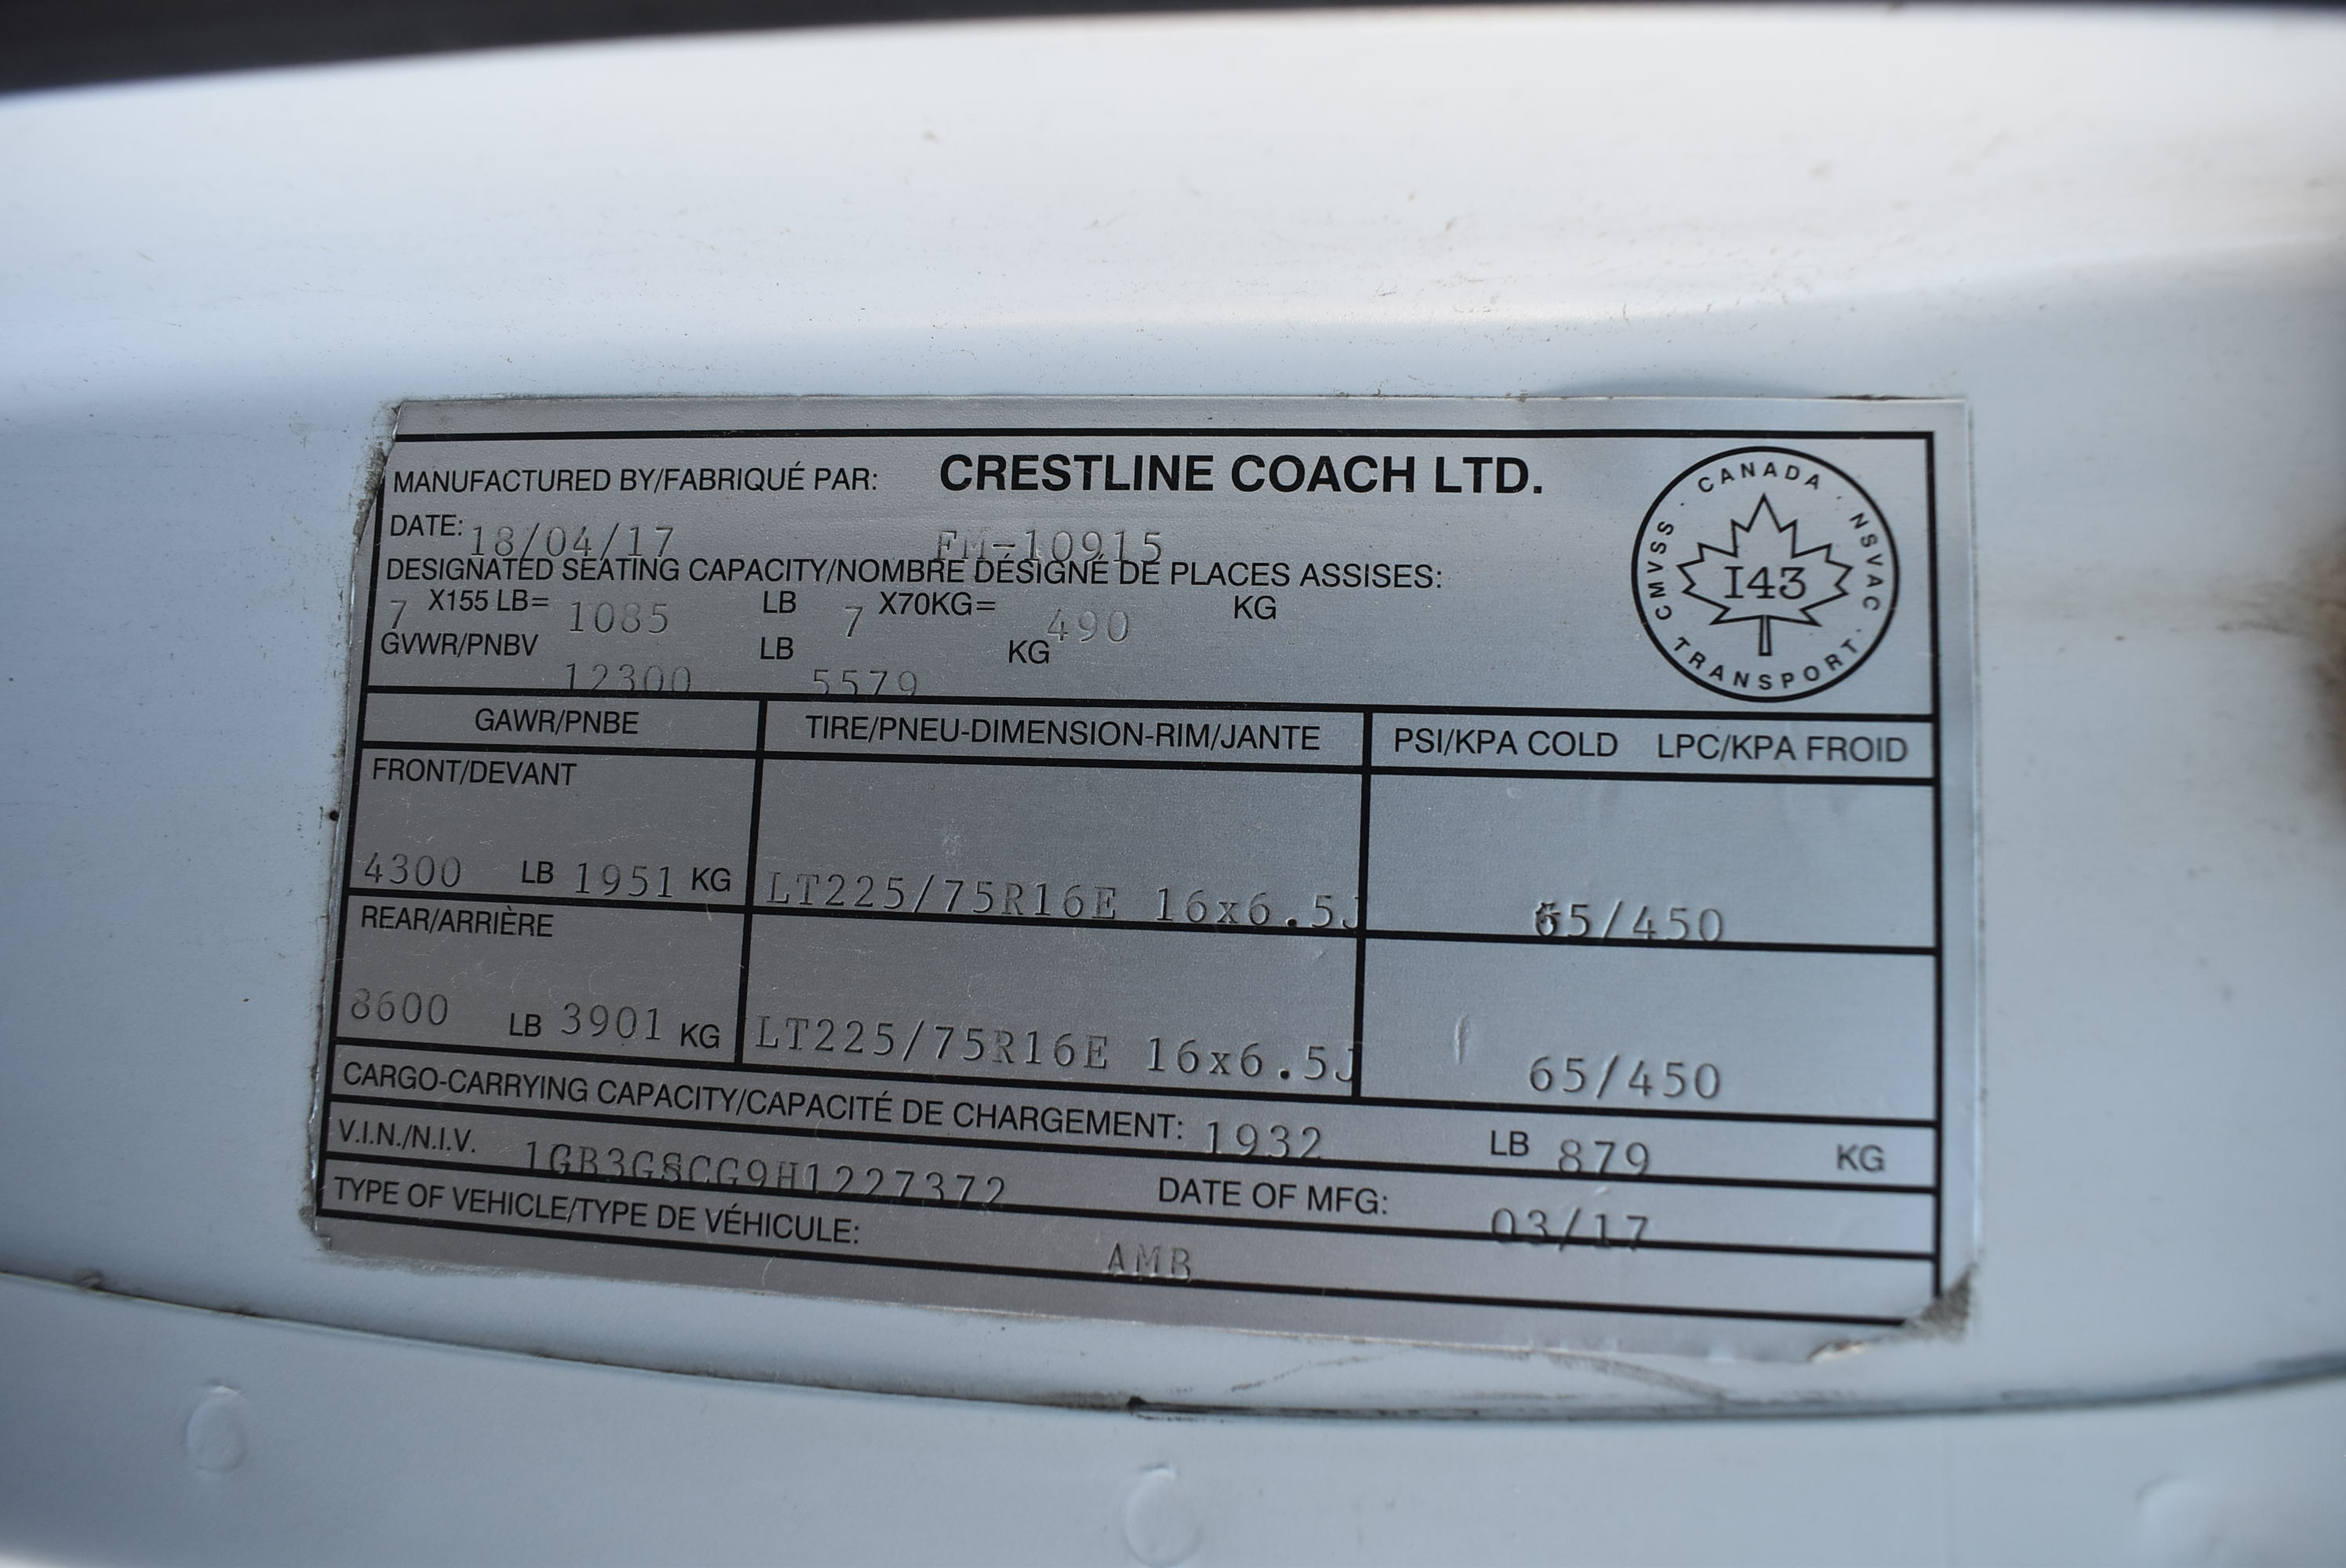 MANUFACTURED BY/FABRIQUÉ PAR: CRESTLINE COACH LTD.
DATE: 18/04/17 FM-10915
DESIGNATED SEATING CAPACITY/NOMBRE DÉSIGNÉ DE PLACES ASSISES:
7 X155 LB= 1085 LB 7 X70KG= 490 KG
GVWR/PNBV 12300 LB 5579 KG
CANADA · NSVAC · TRANSPORT CMVSS ·
143
GAWR/PNBE TIRE/PNEU-DIMENSION-RIM/JANTE PSI/KPA COLD LPC/KPA FROID
FRONT/DEVANT
4300 LB 1951 KG LT225/75R16E 16x6.5J 65/450
REAR/ARRIÈRE
8600 LB 3901 KG LT225/75R16E 16x6.5J 65/450
CARGO-CARRYING CAPACITY/CAPACITÉ DE CHARGEMENT: 1932 LB 879 KG
V.I.N./N.I.V. 1GB3GSCG9H1227372 DATE OF MFG: 03/17
TYPE OF VEHICLE/TYPE DE VÉHICULE: AMB